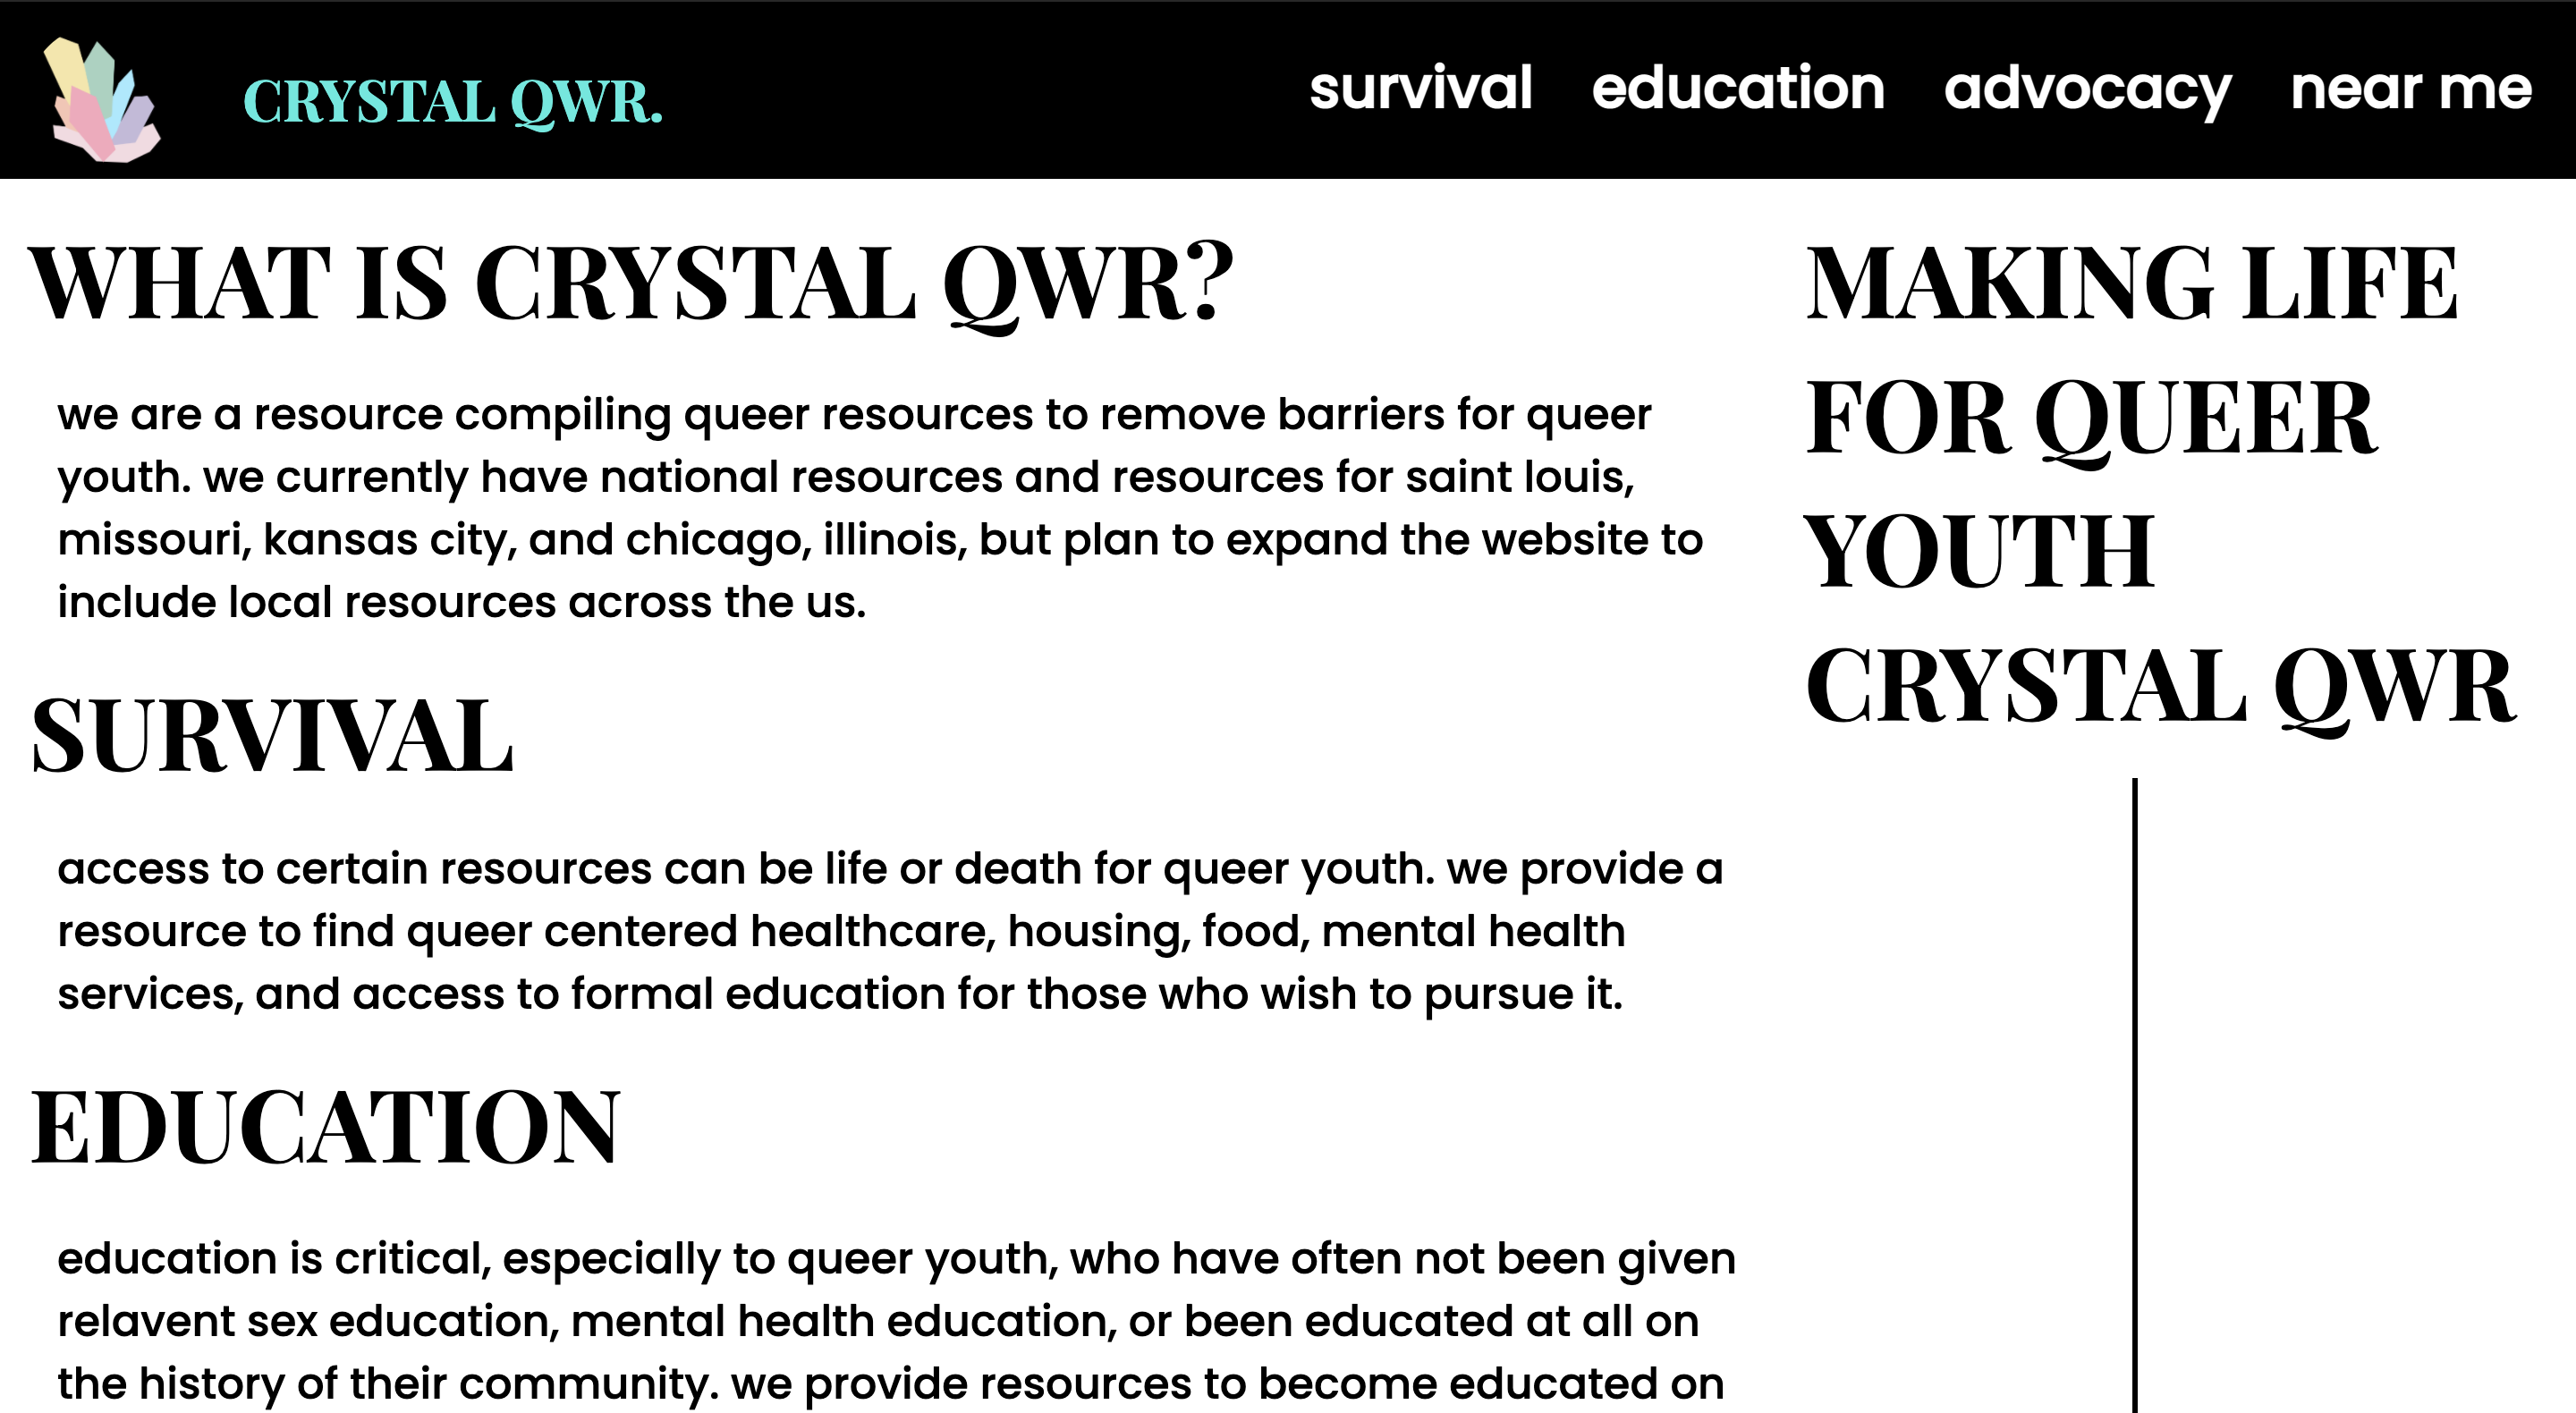 CRYSTAL QWR.
survival education advocacy near me
WHAT IS CRYSTAL QWR?
we are a resource compiling queer resources to remove barriers for queer
youth. we currently have national resources and resources for saint louis,
missouri, kansas city, and chicago, illinois, but plan to expand the website to
include local resources across the us.
SURVIVAL
access to certain resources can be life or death for queer youth. we provide a
resource to find queer centered healthcare, housing, food, mental health
services, and access to formal education for those who wish to pursue it.
EDUCATION
education is critical, especially to queer youth, who have often not been given
relavent sex education, mental health education, or been educated at all on
the history of their community. we provide resources to become educated on
MAKING LIFE
FOR QUEER
YOUTH
CRYSTAL QWR